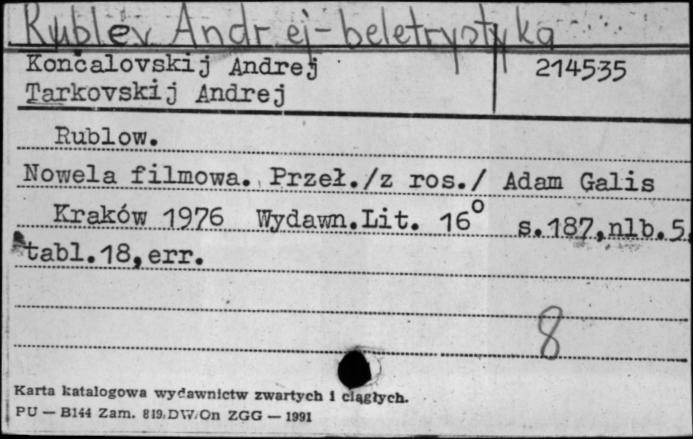 Rublev Andrej-beletrystyka
Končalovskij Andrej 214535
Tarkovskij Andrej
Rublow.
Nowela filmowa. Przeł./z ros./ Adam Galis
Kraków 1976 Wydawn.Lit. 16° s.187,nlb.5,
tabl.18,err.
8
Karta katalogowa wydawnictw zwartych i ciągłych.
PU — B144 Zam. 819/DW/On ZGG — 1991